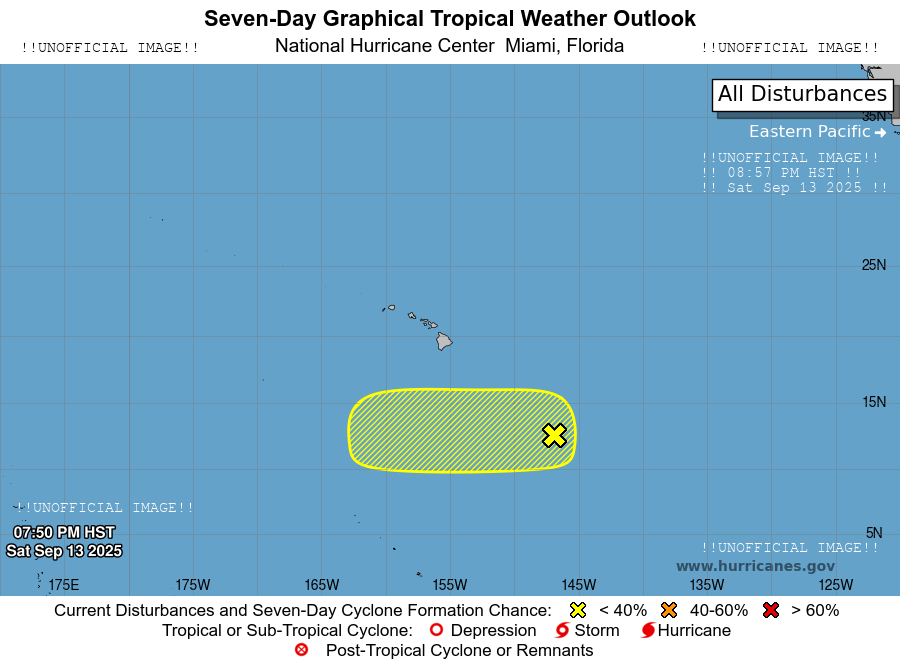 Seven-Day Graphical Tropical Weather Outlook
!!UNOFFICIAL IMAGE!!
National Hurricane Center  Miami, Florida
!!UNOFFICIAL IMAGE!!
All Disturbances
35N
Eastern Pacific
!!UNOFFICIAL IMAGE!!
!! 08:57 PM HST !!
!! Sat Sep 13 2025 !!
25N
15N
!!UNOFFICIAL IMAGE!!
07:50 PM HST
Sat Sep 13 2025
5N
!!UNOFFICIAL IMAGE!!
www.hurricanes.gov
175E 175W 165W 155W 145W 135W 125W
Current Disturbances and Seven-Day Cyclone Formation Chance: < 40% 40-60% > 60%
Tropical or Sub-Tropical Cyclone: Depression Storm Hurricane
Post-Tropical Cyclone or Remnants